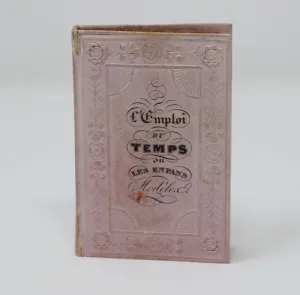 L'Emploi
DU
TEMPS
OU
LES ENFANS
Modèles